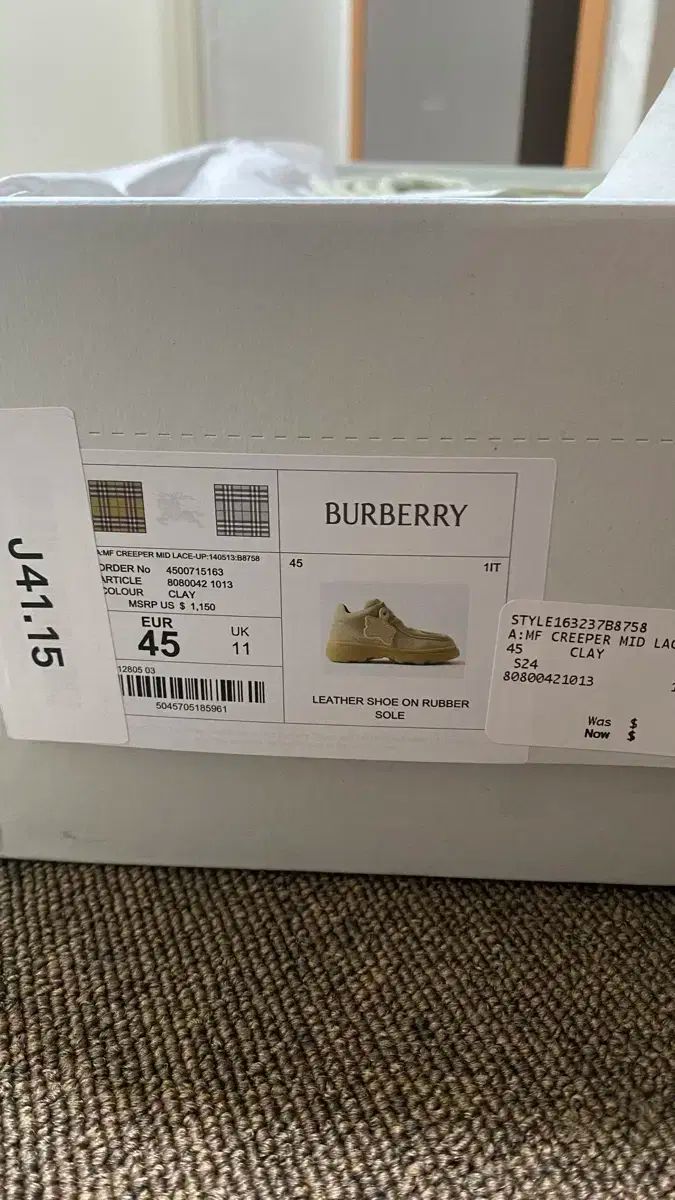 J41.15
BURBERRY
A:MF CREEPER MID LACE-UP:140513:B8758
ORDER No 4500715163
ARTICLE 8080042 1013
COLOUR CLAY
MSRP US $ 1,150
EUR UK
45 11
12805 03
5045705185961
45 1IT
LEATHER SHOE ON RUBBER
SOLE
STYLE163237B8758
A:MF CREEPER MID LAC
45 CLAY
S24
80800421013
Was $
Now $